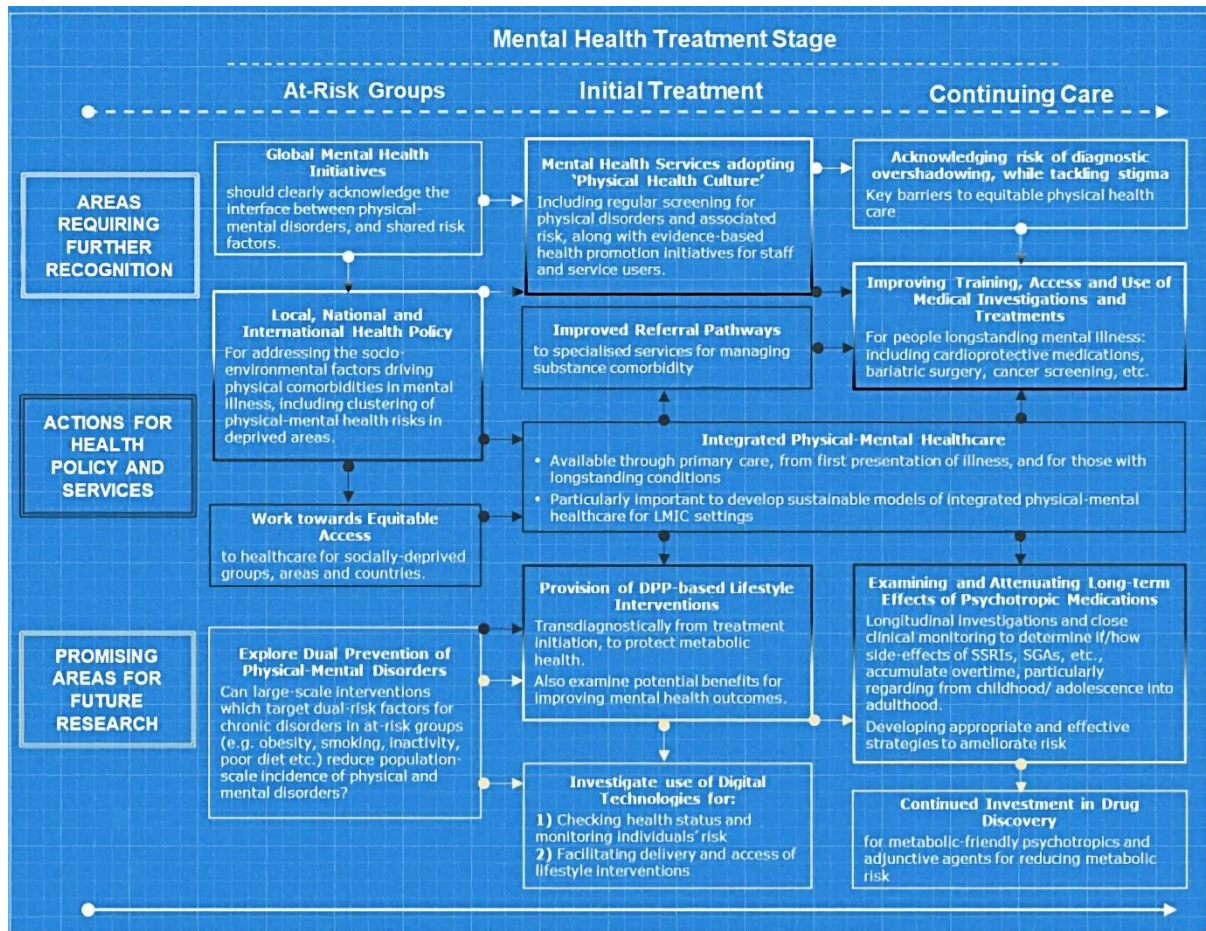 Mental Health Treatment Stage
At-Risk Groups
Initial Treatment
Continuing Care
AREAS
REQUIRING
FURTHER
RECOGNITION
Global Mental Health
Initiatives
should clearly acknowledge the
interface between physical-
mental disorders, and shared risk
factors.
Mental Health Services adopting
‘Physical Health Culture’
Including regular screening for
physical disorders and associated
risk, along with evidence-based
health promotion initiatives for staff
and service users.
Acknowledging risk of diagnostic
overshadowing, while tackling stigma
Key barriers to equitable physical health
care
ACTIONS FOR
HEALTH
POLICY AND
SERVICES
Local, National and
International Health Policy
For addressing the socio-
environmental factors
driving physical comorbidities in mental
illness, including clustering of
physical-mental health risks in
deprived areas.
Improved Referral Pathways
to specialised services for managing
substance comorbidity
Improving Training, Access and Use of
Medical Investigations and
Treatments
For people longstanding mental illness:
including cardioprotective medications,
bariatric surgery, cancer screening, etc.
Integrated Physical-Mental Healthcare
• Available through primary care, from first presentation of illness, and for those with
longstanding conditions
• Particularly important to develop sustainable models of integrated physical-mental
healthcare for LMIC settings
Work towards Equitable
Access
to healthcare for socially-deprived
groups, areas and countries.
PROMISING
AREAS FOR
FUTURE
RESEARCH
Explore Dual Prevention of
Physical-Mental Disorders
Can large-scale interventions
which target dual-risk factors for
chronic disorders in at-risk groups
(e.g. obesity, smoking, inactivity,
poor diet etc.) reduce population-
scale incidence of physical and
mental disorders?
Provision of DPP-based Lifestyle
Interventions
Transdiagnostically from treatment
initiation, to protect metabolic
health.
Also examine potential benefits for
improving mental health outcomes.
Examining and Attenuating Long-term
Effects of Psychotropic Medications
Longitudinal investigations and close
clinical monitoring to determine if/how
side-effects of SSRIs, SGAs, etc.,
accumulate overtime, particularly
regarding from childhood/ adolescence into
adulthood.
Developing appropriate and effective
strategies to ameliorate risk
Investigate use of Digital
Technologies for:
1) Checking health status and
monitoring individuals’ risk
2) Facilitating delivery and access of
lifestyle interventions
Continued Investment in Drug
Discovery
for metabolic-friendly psychotropics and
adjunctive agents for reducing metabolic
risk